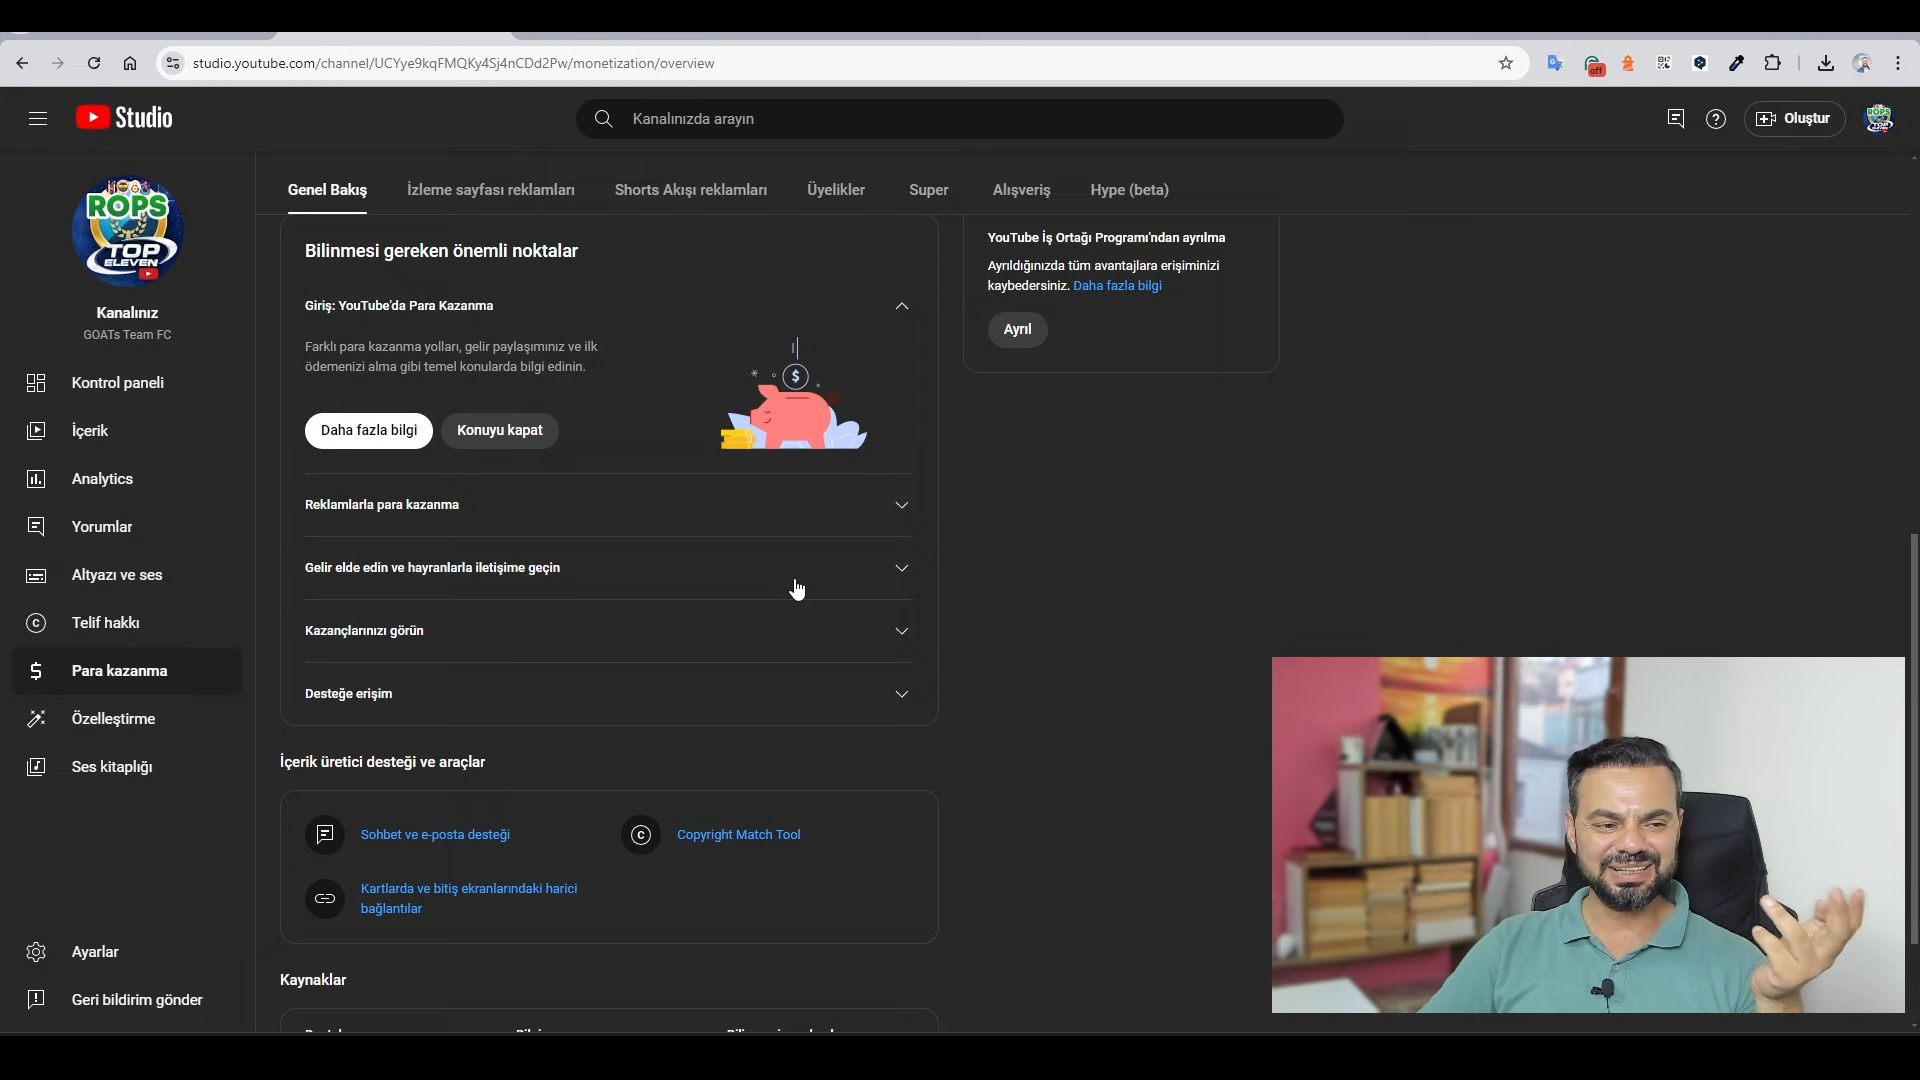 studio.youtube.com/channel/UCYye9kqFMQKy4Sj4nCDd2Pw/monetization/overview
off
Studio
Kanalınızda arayın
Oluştur
ROPS
TOP
ELEVEN
Kanalınız
GOATs Team FC
Kontrol paneli
İçerik
Analytics
Yorumlar
Altyazı ve ses
Telif hakkı
Para kazanma
Özelleştirme
Ses kitaplığı
Ayarlar
Geri bildirim gönder
Genel Bakış
İzleme sayfası reklamları
Shorts Akışı reklamları
Üyelikler
Super
Alışveriş
Hype (beta)
Bilinmesi gereken önemli noktalar
Giriş: YouTube'da Para Kazanma
Farklı para kazanma yolları, gelir paylaşımınız ve ilk
ödemenizi alma gibi temel konularda bilgi edinin.
Daha fazla bilgi
Konuyu kapat
Reklamlarla para kazanma
Gelir elde edin ve hayranlarla iletişime geçin
Kazançlarınızı görün
Desteğe erişim
YouTube İş Ortağı Programı'ndan ayrılma
Ayrıldığınızda tüm avantajlara erişiminizi
kaybedersiniz. Daha fazla bilgi
Ayrıl
İçerik üretici desteği ve araçlar
Sohbet ve e-posta desteği
Copyright Match Tool
Kartlarda ve bitiş ekranlarındaki harici
bağlantılar
Kaynaklar